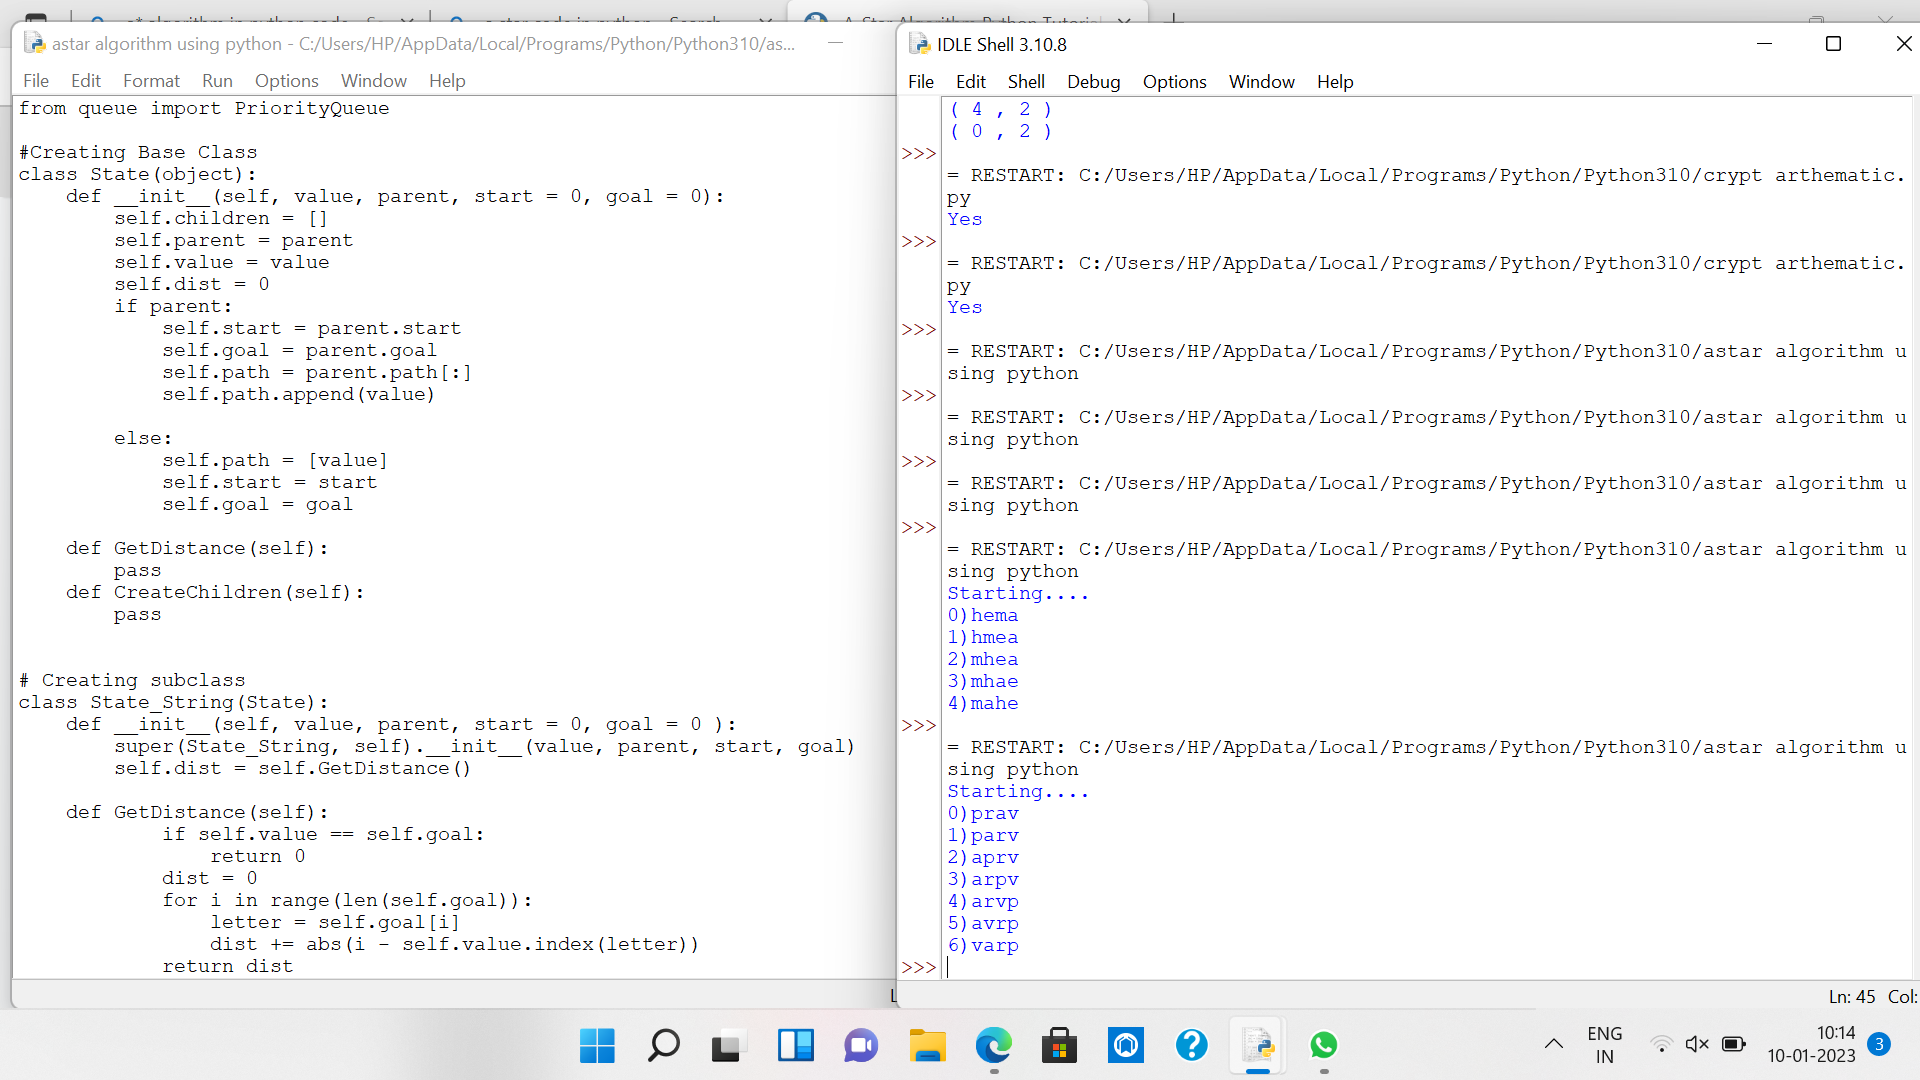 astar algorithm using python - C:/Users/HP/AppData/Local/Programs/Python/Python310/as...
File Edit Format Run Options Window Help
from queue import PriorityQueue
#Creating Base Class
class State(object):
    def __init__(self, value, parent, start = 0, goal = 0):
        self.children = []
        self.parent = parent
        self.value = value
        self.dist = 0
        if parent:
            self.start = parent.start
            self.goal = parent.goal
            self.path = parent.path[:]
            self.path.append(value)
        else:
            self.path = [value]
            self.start = start
            self.goal = goal
    def GetDistance(self):
        pass
    def CreateChildren(self):
        pass
# Creating subclass
class State_String(State):
    def __init__(self, value, parent, start = 0, goal = 0 ):
        super(State_String, self).__init__(value, parent, start, goal)
        self.dist = self.GetDistance()
    def GetDistance(self):
            if self.value == self.goal:
                return 0
            dist = 0
            for i in range(len(self.goal)):
                letter = self.goal[i]
                dist += abs(i - self.value.index(letter))
            return dist
IDLE Shell 3.10.8
File Edit Shell Debug Options Window Help
( 4 , 2 )
( 0 , 2 )
>>>
= RESTART: C:/Users/HP/AppData/Local/Programs/Python/Python310/crypt arthematic.
py
Yes
>>>
= RESTART: C:/Users/HP/AppData/Local/Programs/Python/Python310/crypt arthematic.
py
Yes
>>>
= RESTART: C:/Users/HP/AppData/Local/Programs/Python/Python310/astar algorithm u
sing python
>>>
= RESTART: C:/Users/HP/AppData/Local/Programs/Python/Python310/astar algorithm u
sing python
>>>
= RESTART: C:/Users/HP/AppData/Local/Programs/Python/Python310/astar algorithm u
sing python
>>>
= RESTART: C:/Users/HP/AppData/Local/Programs/Python/Python310/astar algorithm u
sing python
Starting....
0)hema
1)hmea
2)mhea
3)mhae
4)mahe
>>>
= RESTART: C:/Users/HP/AppData/Local/Programs/Python/Python310/astar algorithm u
sing python
Starting....
0)prav
1)parv
2)aprv
3)arpv
4)arvp
5)avrp
6)varp
>>>
Ln: 45 Col:
ENG
IN
10:14
10-01-2023
3